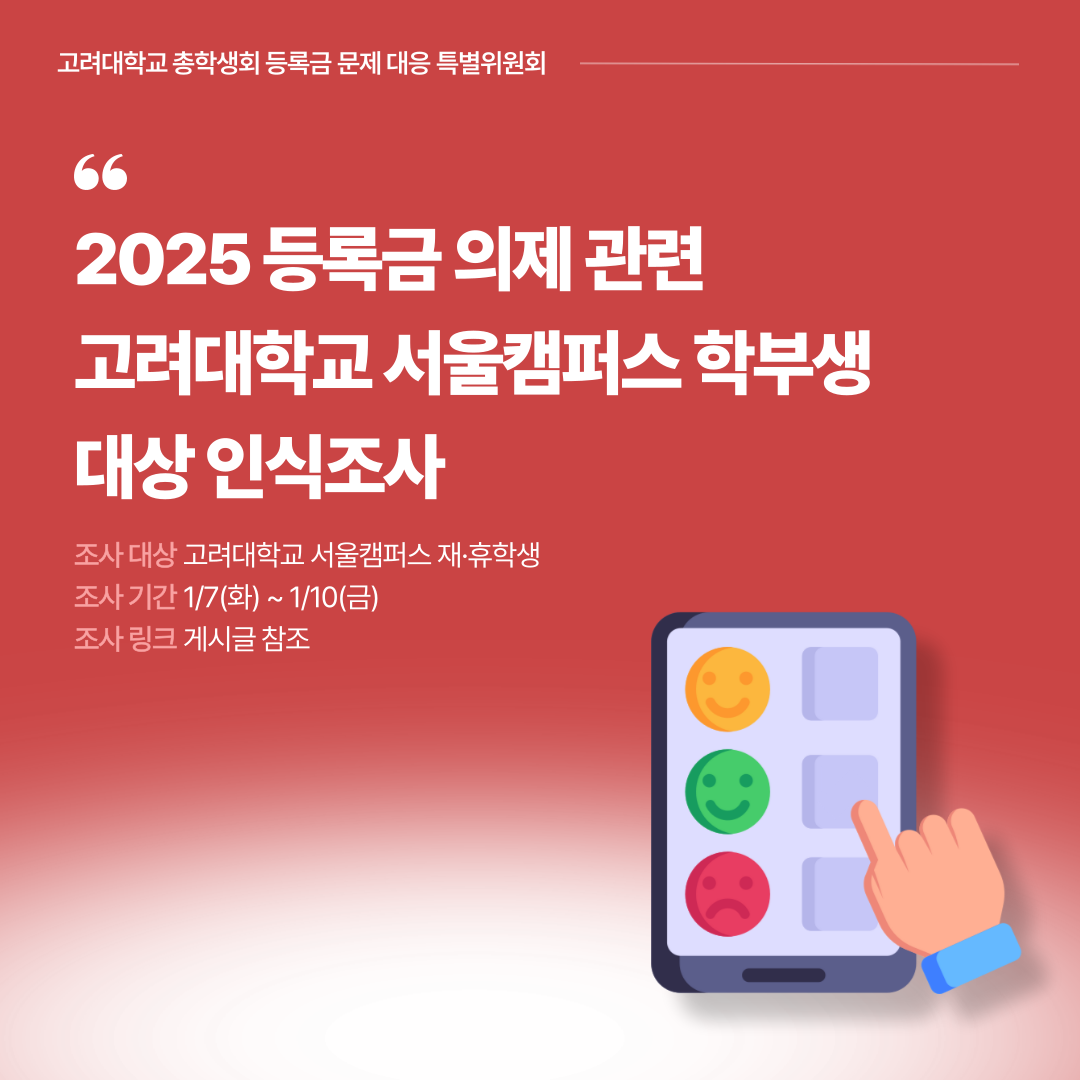 고려대학교 총학생회 등록금 문제 대응 특별위원회
“
2025 등록금 의제 관련
고려대학교 서울캠퍼스 학부생
대상 인식조사
조사 대상 고려대학교 서울캠퍼스 재·휴학생
조사 기간 1/7(화) ~ 1/10(금)
조사 링크 게시글 참조